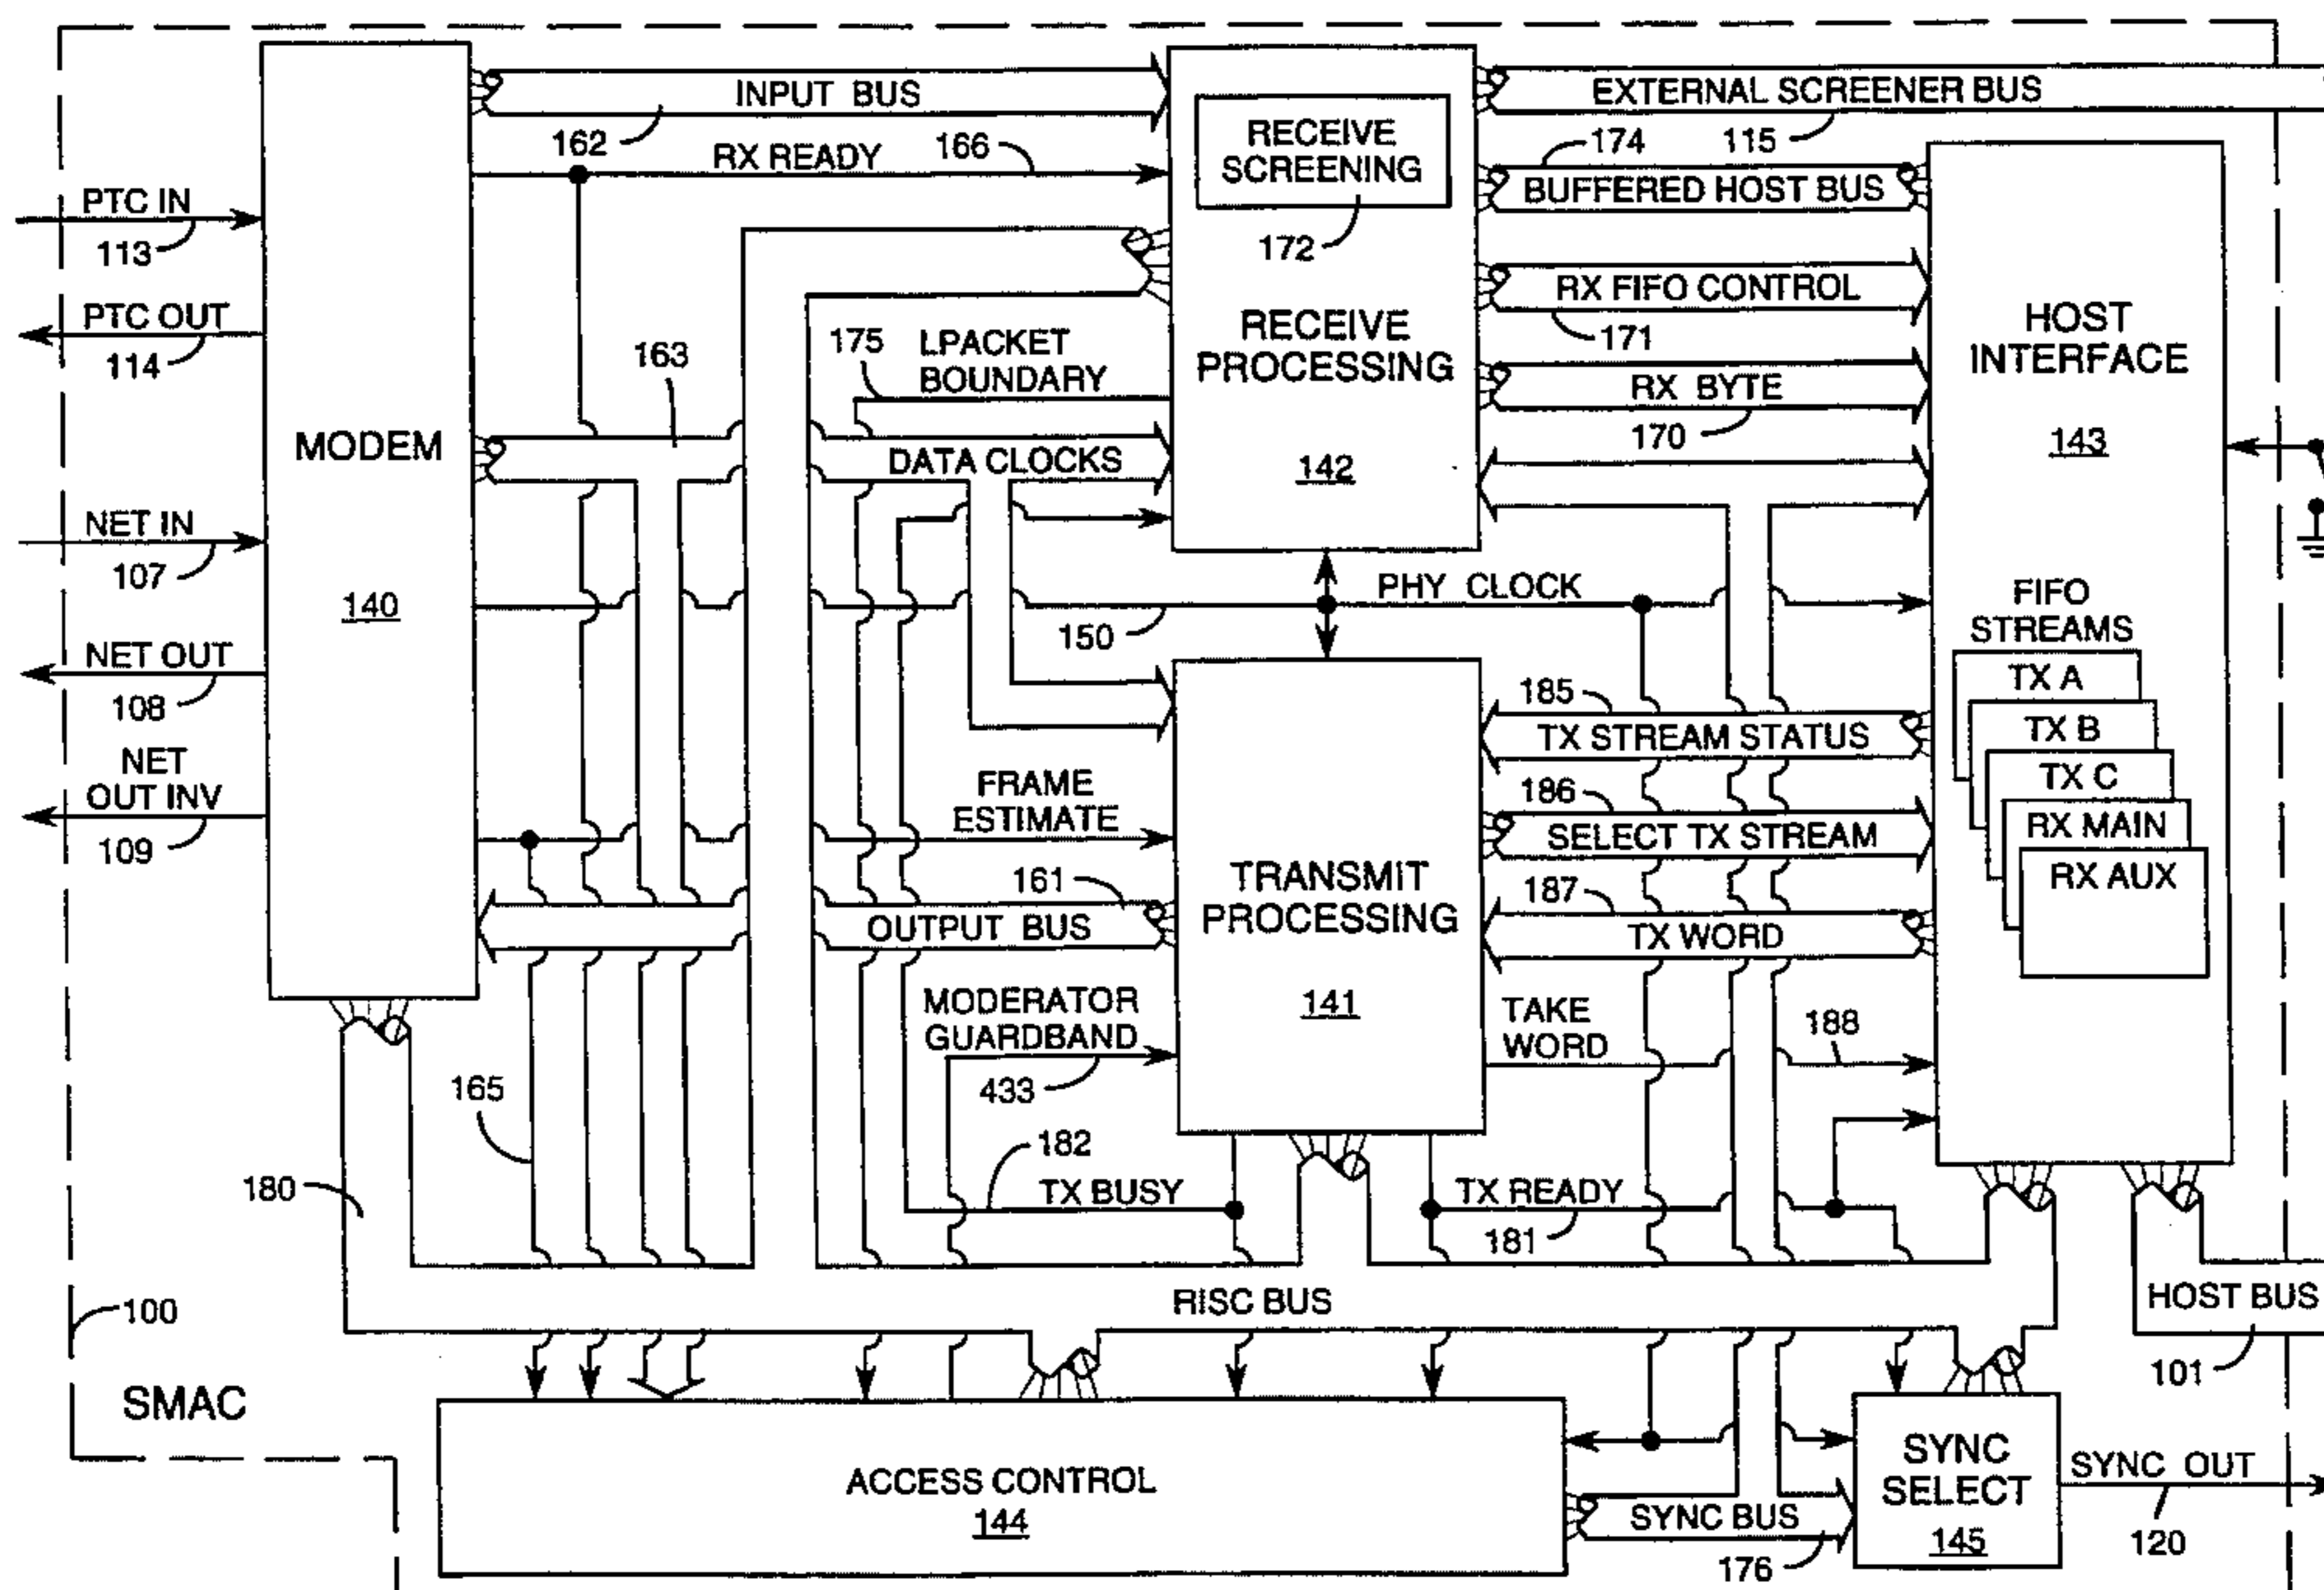 INPUT BUS
162
RX READY
166
PTC IN
113
PTC OUT
114
MODEM
140
NET IN
107
NET OUT
108
NET
OUT INV
109
163
175
LPACKET
BOUNDARY
DATA CLOCKS
RECEIVE
SCREENING
172
RECEIVE
PROCESSING
142
EXTERNAL SCREENER BUS
115
174
BUFFERED HOST BUS
RX FIFO CONTROL
171
RX BYTE
170
HOST
INTERFACE
143
PHY CLOCK
150
FIFO
STREAMS
TX A
TX B
TX C
RX MAIN
RX AUX
185
TX STREAM STATUS
186
SELECT TX STREAM
187
TX WORD
FRAME
ESTIMATE
161
OUTPUT BUS
TRANSMIT
PROCESSING
141
MODERATOR
GUARDBAND
433
TAKE
WORD
188
165
182
TX BUSY
TX READY
181
180
RISC BUS
HOST BUS
101
100
SMAC
ACCESS CONTROL
144
SYNC BUS
176
SYNC
SELECT
145
SYNC OUT
120